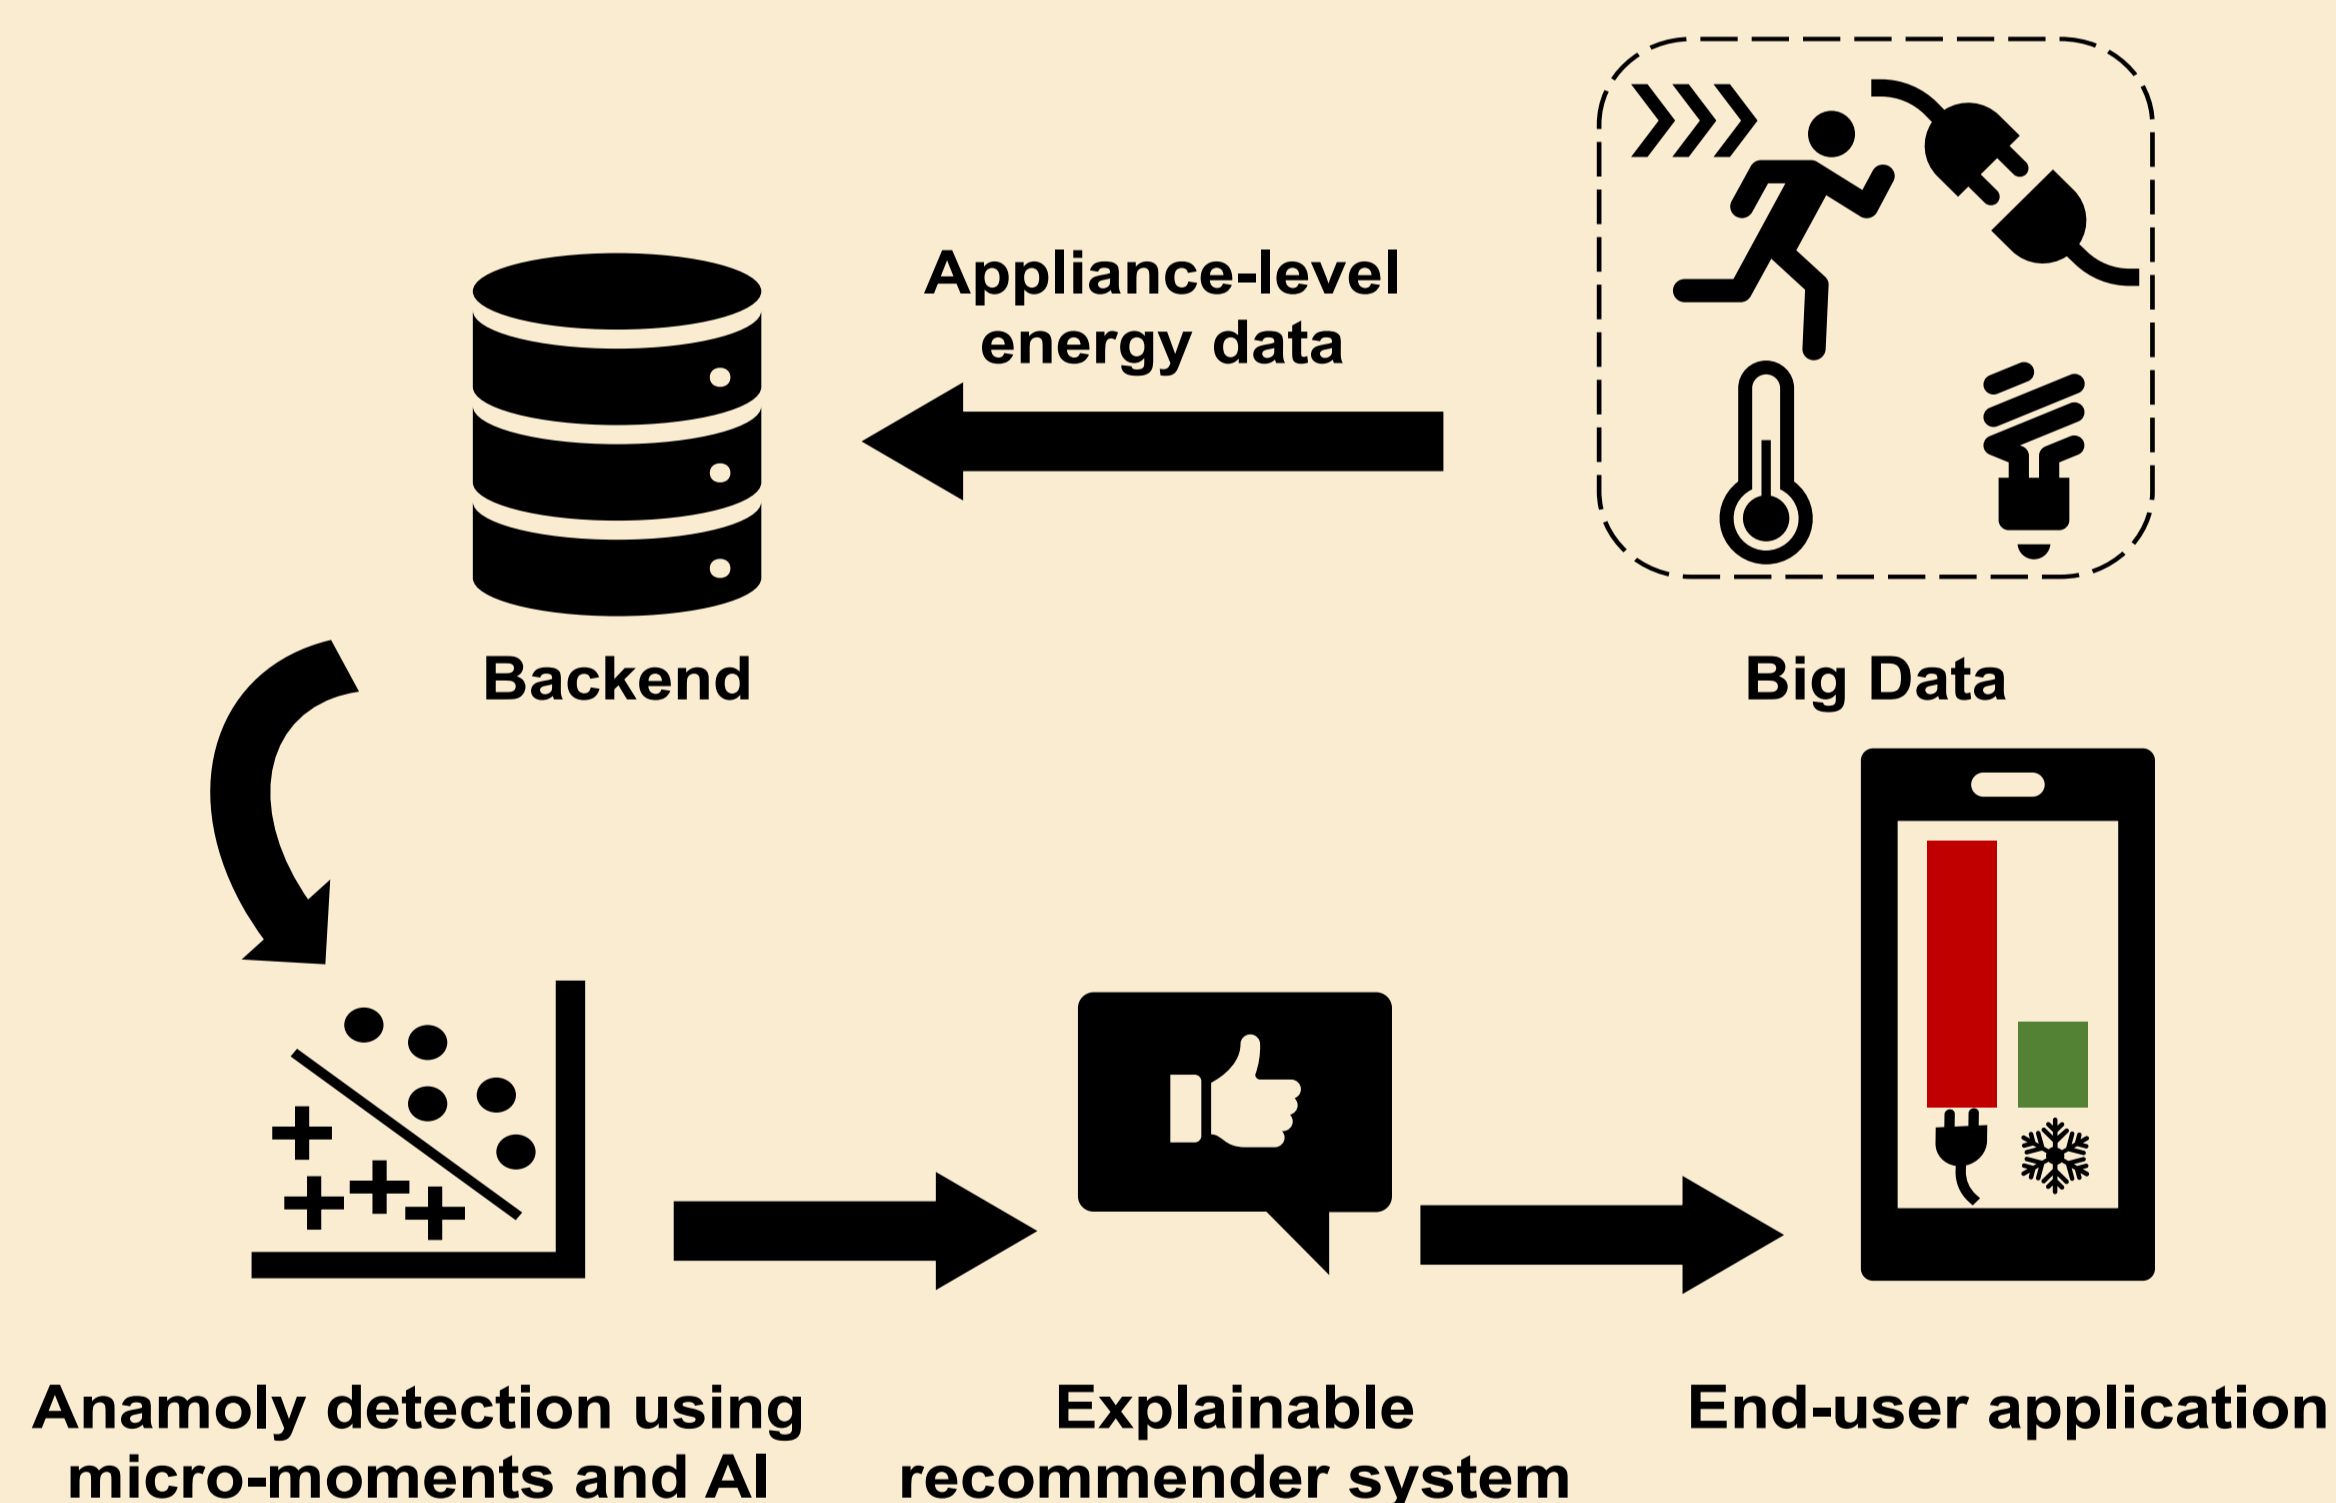 Appliance-level
energy data
Backend
Big Data
Anamoly detection using
micro-moments and AI
Explainable
recommender system
End-user application